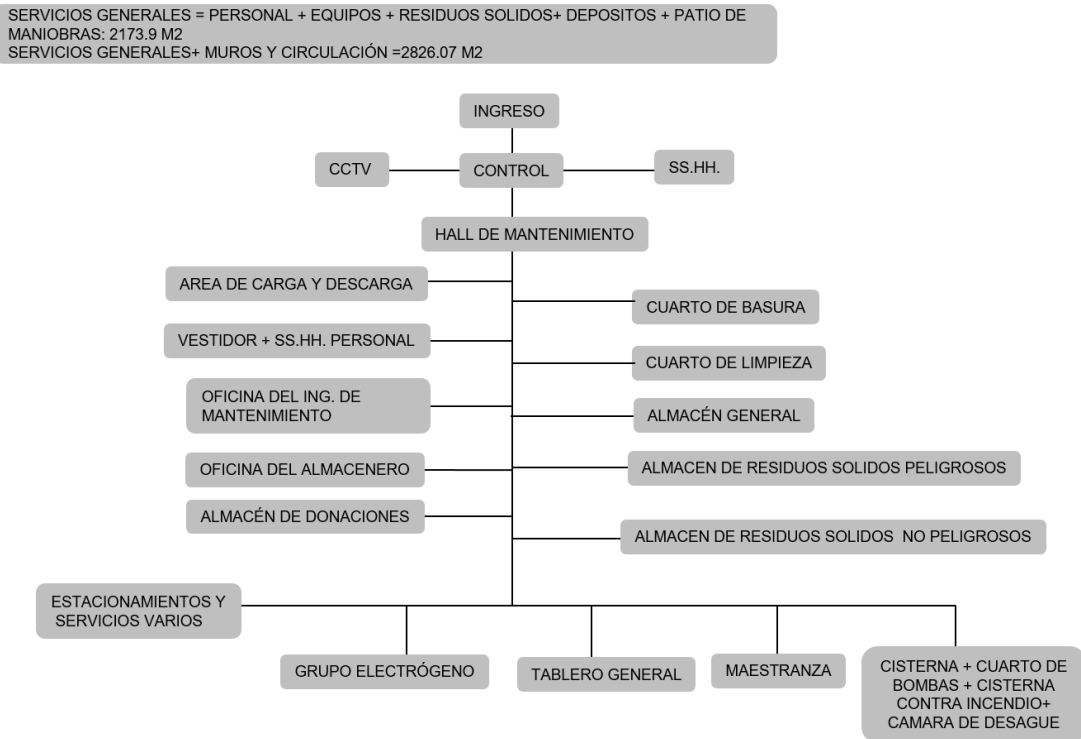 SERVICIOS GENERALES = PERSONAL + EQUIPOS + RESIDUOS SOLIDOS+ DEPOSITOS + PATIO DE
MANIOBRAS: 2173.9 M2
SERVICIOS GENERALES+ MUROS Y CIRCULACIÓN =2826.07 M2
INGRESO
CCTV
CONTROL
SS.HH.
HALL DE MANTENIMIENTO
AREA DE CARGA Y DESCARGA
CUARTO DE BASURA
VESTIDOR + SS.HH. PERSONAL
CUARTO DE LIMPIEZA
OFICINA DEL ING. DE
MANTENIMIENTO
ALMACÉN GENERAL
OFICINA DEL ALMACENERO
ALMACEN DE RESIDUOS SOLIDOS PELIGROSOS
ALMACÉN DE DONACIONES
ALMACEN DE RESIDUOS SOLIDOS NO PELIGROSOS
ESTACIONAMIENTOS Y
SERVICIOS VARIOS
GRUPO ELECTRÓGENO
TABLERO GENERAL
MAESTRANZA
CISTERNA + CUARTO DE
BOMBAS + CISTERNA
CONTRA INCENDIO+
CAMARA DE DESAGUE